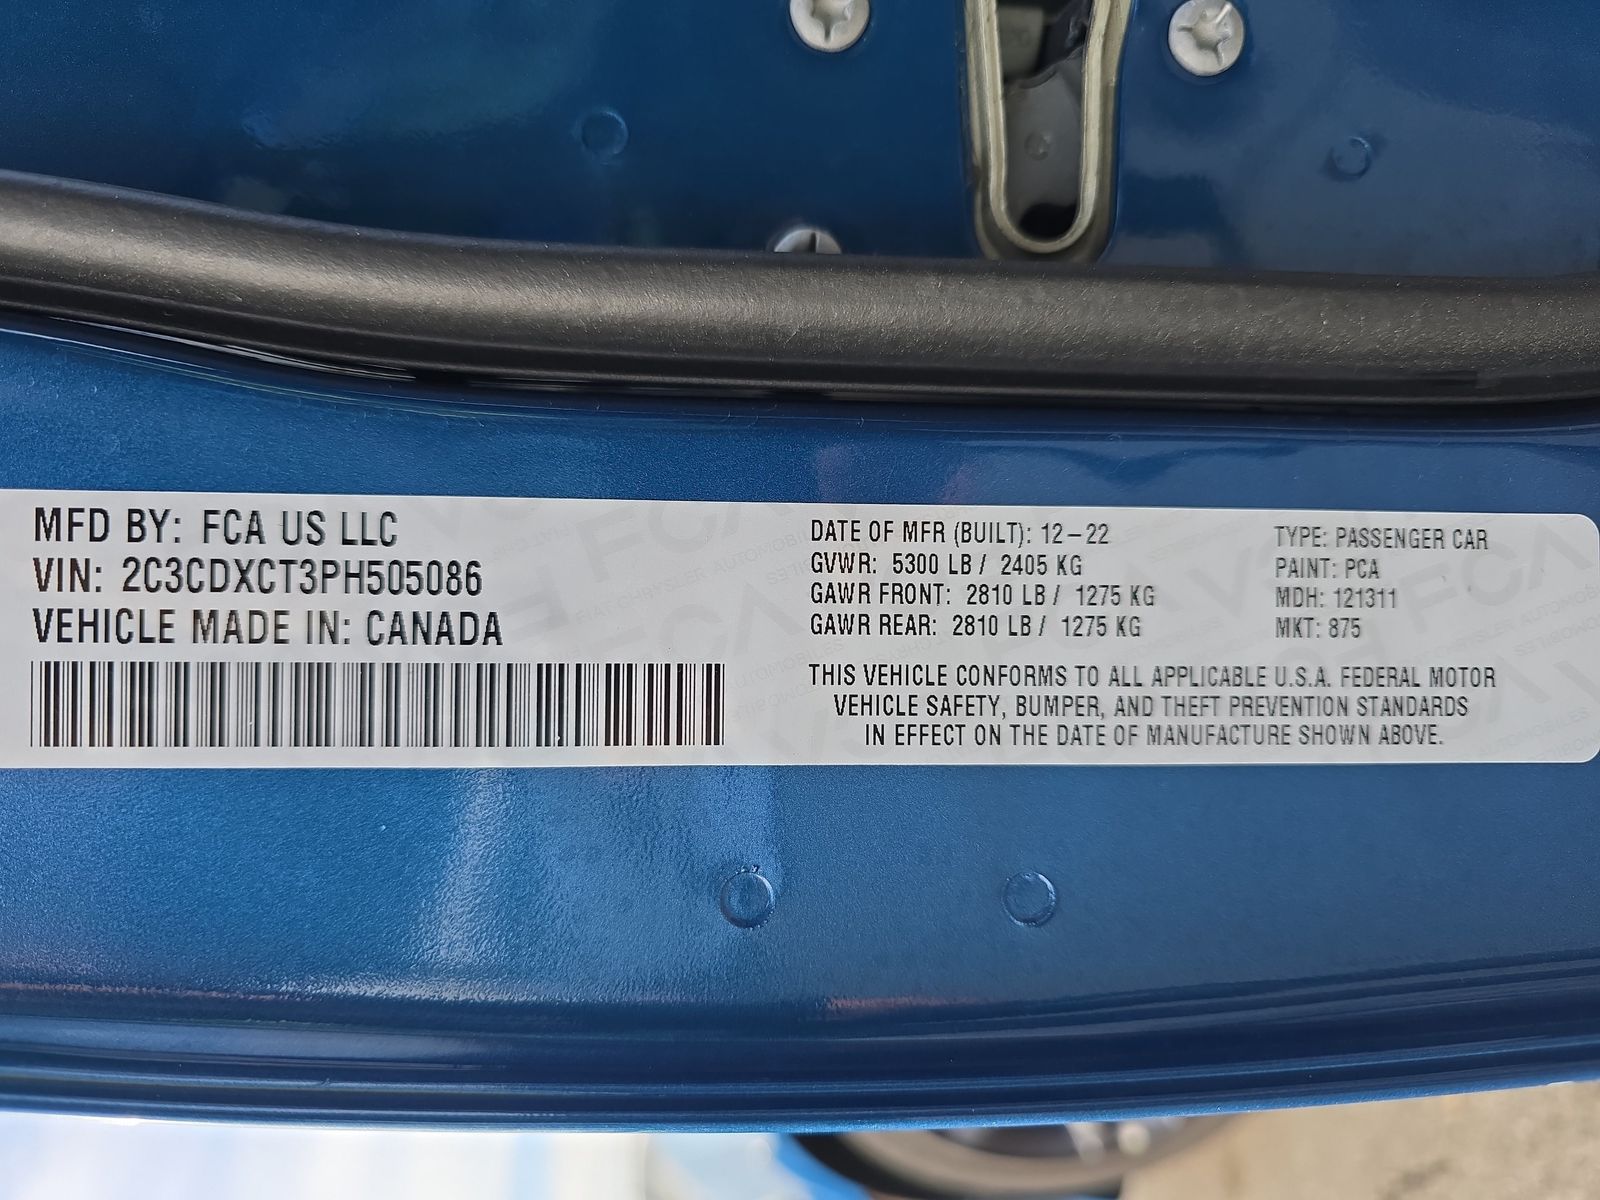 MFD BY: FCA US LLC
VIN: 2C3CDXCT3PH505086
VEHICLE MADE IN: CANADA
DATE OF MFR (BUILT): 12-22
GVWR: 5300 LB / 2405 KG
GAWR FRONT: 2810 LB / 1275 KG
GAWR REAR: 2810 LB / 1275 KG
TYPE: PASSENGER CAR
PAINT: PCA
MDH: 121311
MKT: 875
THIS VEHICLE CONFORMS TO ALL APPLICABLE U.S.A. FEDERAL MOTOR
VEHICLE SAFETY, BUMPER, AND THEFT PREVENTION STANDARDS
IN EFFECT ON THE DATE OF MANUFACTURE SHOWN ABOVE.